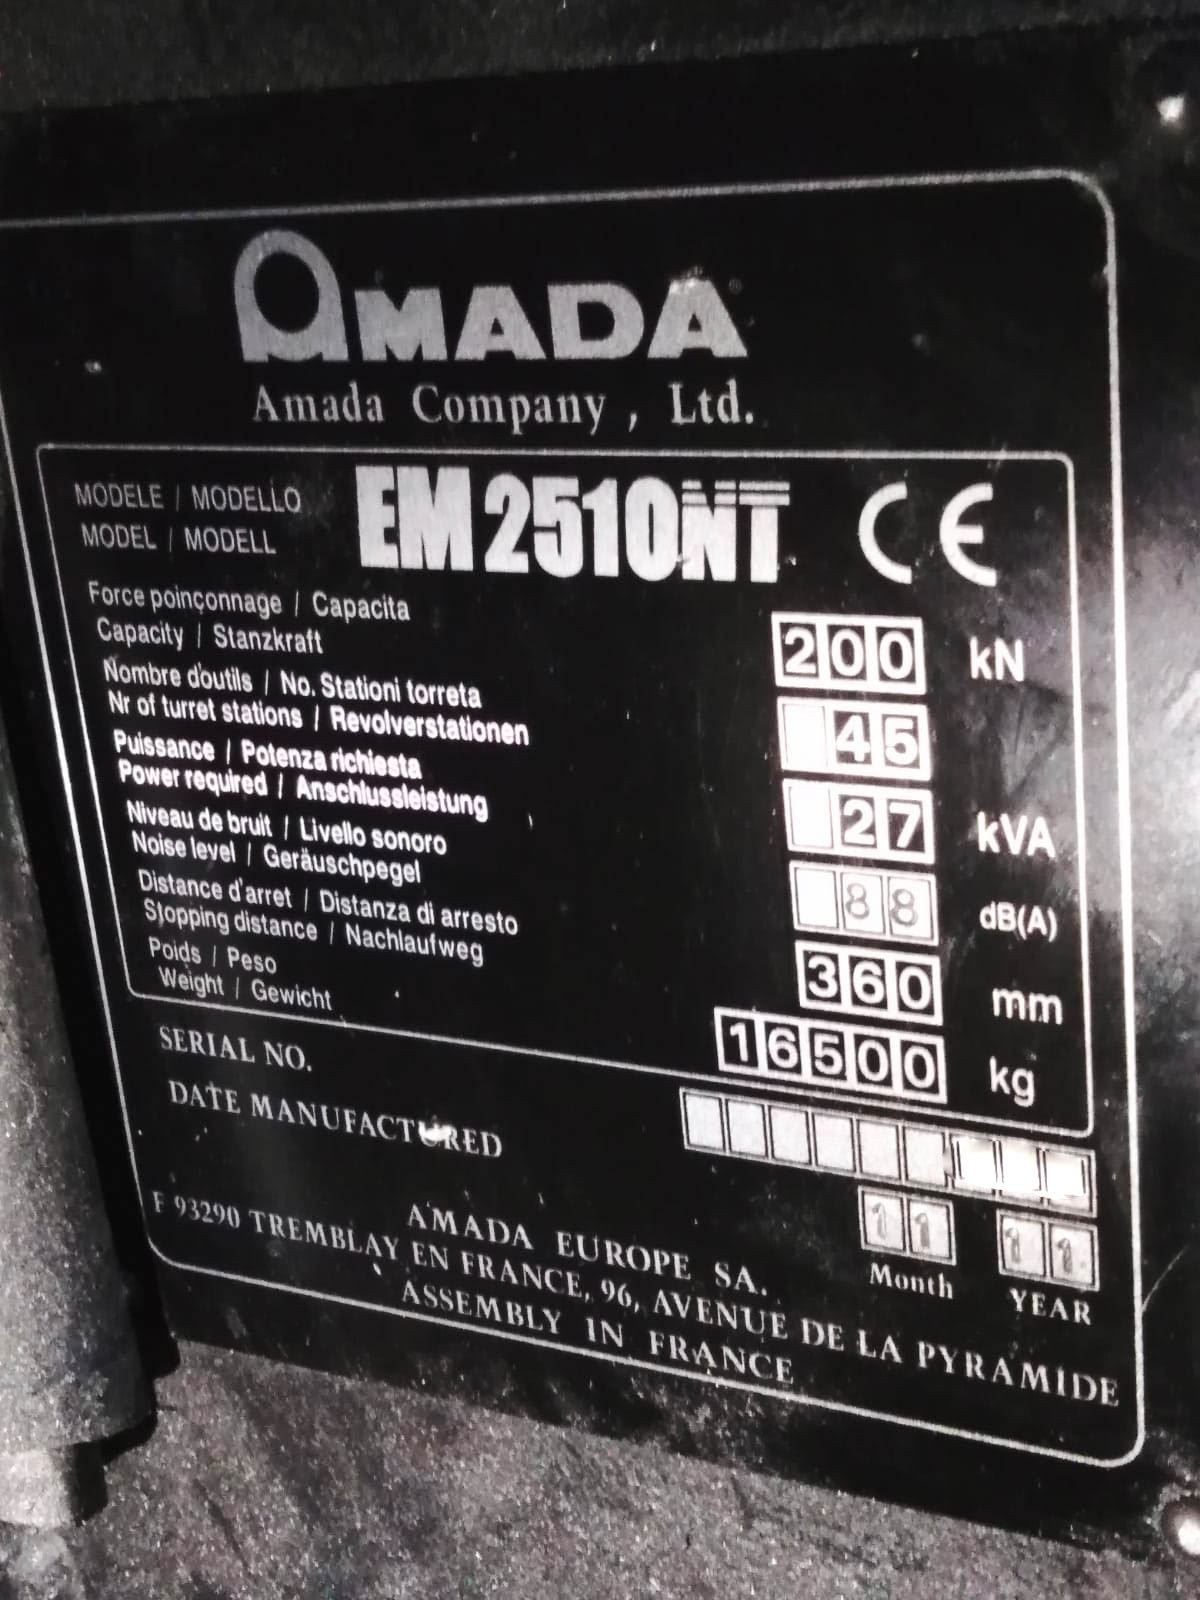 AMADA
Amada Company , Ltd.
MODELE / MODELLO
MODEL / MODELL
EM2510NT CE
Force poinçonnage / Capacita
Capacity / Stanzkraft
200 kN
Nombre d'outils / No. Stationi torreta
Nr of turret stations / Revolverstationen
45
Puissance / Potenza richiesta
Power required / Anschlussleistung
27 kVA
Niveau de bruit / Livello sonoro
Noise level / Geräuschpegel
88 dB(A)
Distance d'arret / Distanza di arresto
Stopping distance / Nachlaufweg
360 mm
Poids / Peso
Weight / Gewicht
16500 kg
SERIAL NO.
DATE MANUFACTURED
11 11
Month YEAR
AMADA EUROPE SA.
F 93290 TREMBLAY EN FRANCE, 96, AVENUE DE LA PYRAMIDE
ASSEMBLY IN FRANCE